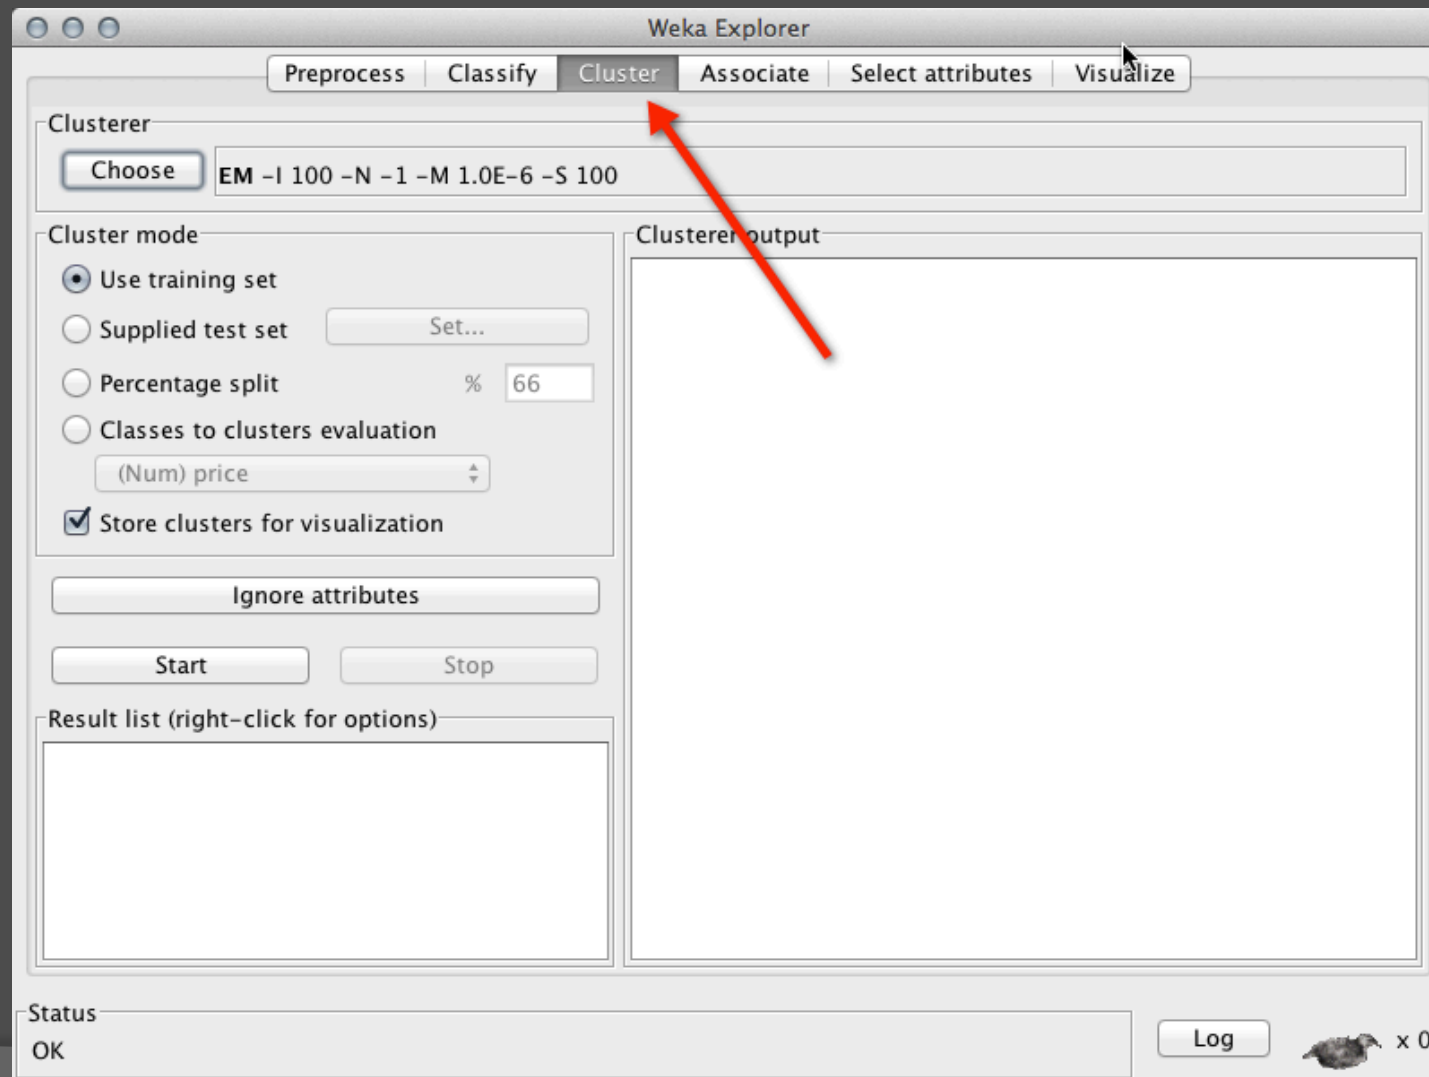 Weka Explorer
Preprocess Classify Cluster Associate Select attributes Visualize
Clusterer
Choose EM -I 100 -N -1 -M 1.0E-6 -S 100
Cluster mode
Use training set
Supplied test set Set...
Percentage split % 66
Classes to clusters evaluation
(Num) price
Store clusters for visualization
Ignore attributes
Start Stop
Result list (right-click for options)
Clusterer output
Status
OK
Log x 0